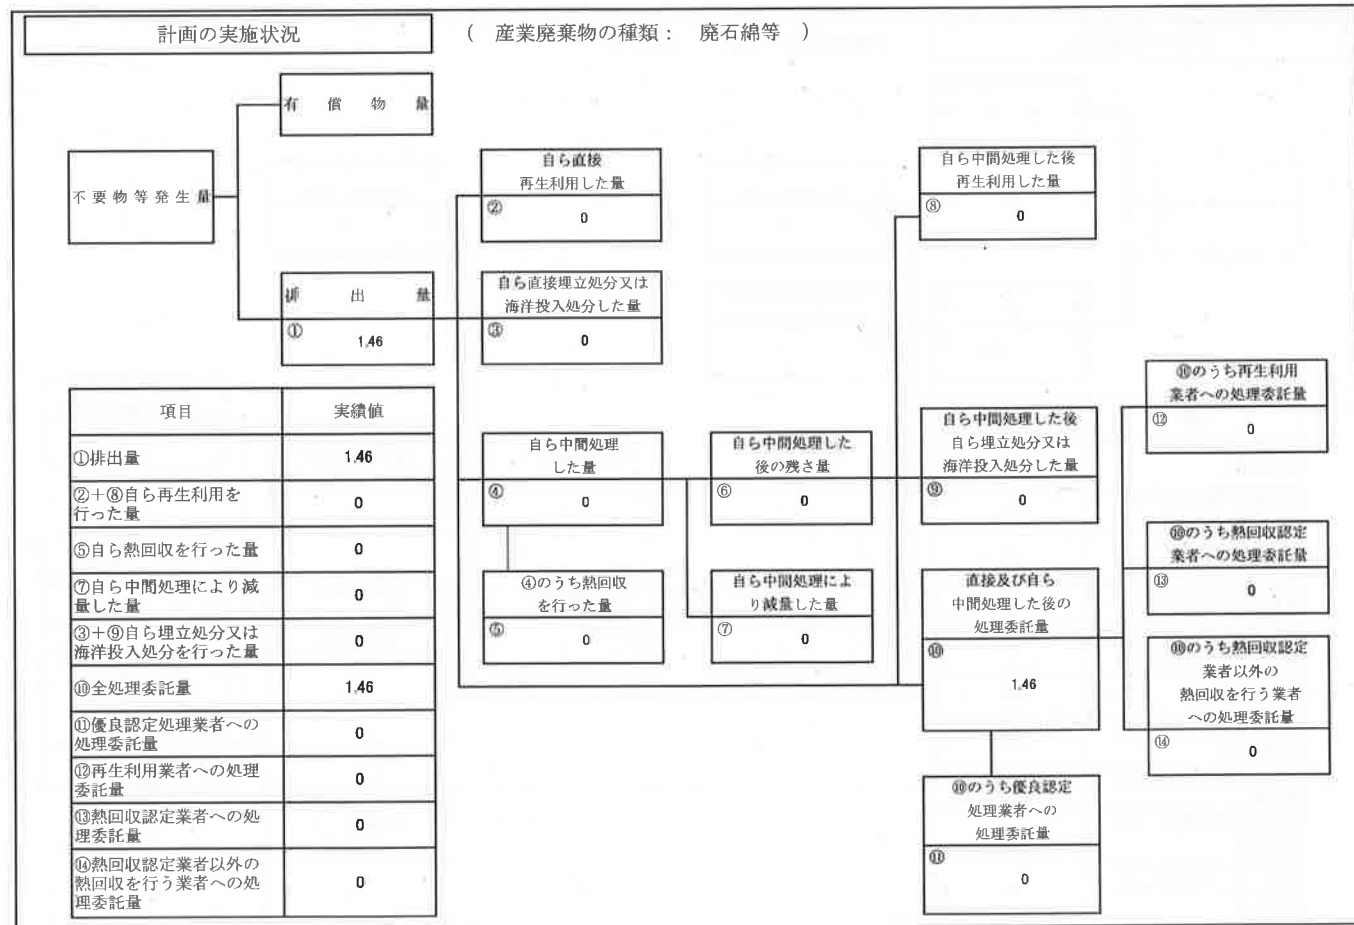 計画の実施状況
（ 産業廃棄物の種類： 廃石綿等 ）
有償物量
不要物等発生量
排出量
①
1.46
自ら直接
再生利用した量
②
0
自ら直接埋立処分又は
海洋投入処分した量
③
0
自ら中間処理した後
再生利用した量
⑧
0
自ら中間処理
した量
④
0
④のうち熱回収
を行った量
⑤
0
自ら中間処理した
後の残さ量
⑥
0
自ら中間処理によ
り減量した量
⑦
0
自ら中間処理した後
自ら埋立処分又は
海洋投入処分した量
⑨
0
直接及び自ら
中間処理した後の
処理委託量
⑩
1.46
⑩のうち優良認定
処理業者への
処理委託量
⑪
0
⑩のうち再生利用
業者への処理委託量
⑫
0
⑩のうち熱回収認定
業者への処理委託量
⑬
0
⑩のうち熱回収認定
業者以外の
熱回収を行う業者
への処理委託量
⑭
0
項目 実績値
①排出量 1.46
②＋⑧自ら再生利用を
行った量 0
⑤自ら熱回収を行った量 0
⑦自ら中間処理により減
量した量 0
③＋⑨自ら埋立処分又は
海洋投入処分を行った量 0
⑩全処理委託量 1.46
⑪優良認定処理業者への
処理委託量 0
⑫再生利用業者への処理
委託量 0
⑬熱回収認定業者への処
理委託量 0
⑭熱回収認定業者以外の
熱回収を行う業者への処
理委託量 0